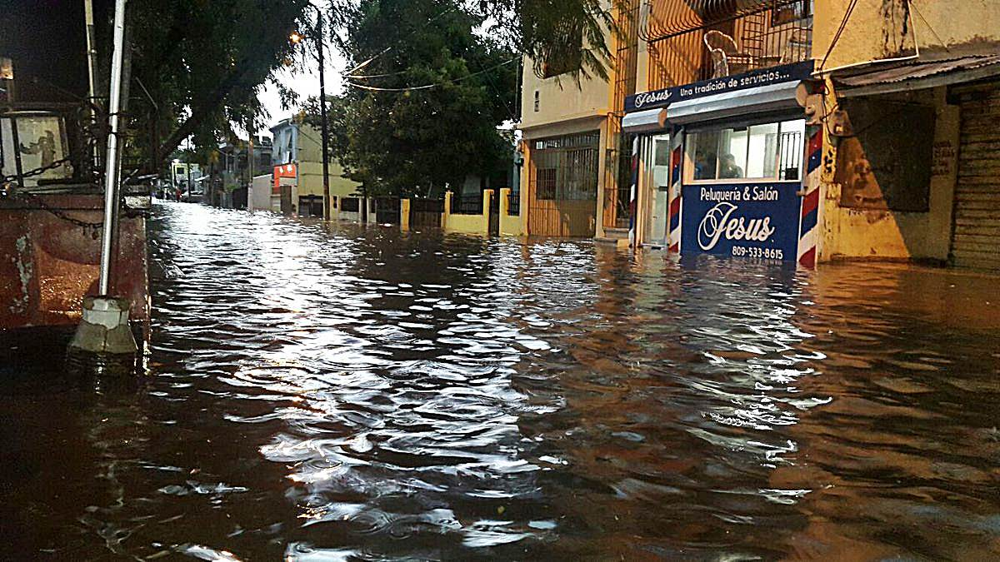 Jesus Una tradición de servicios...
Peluquería & Salón
Jesus
809-533-8615